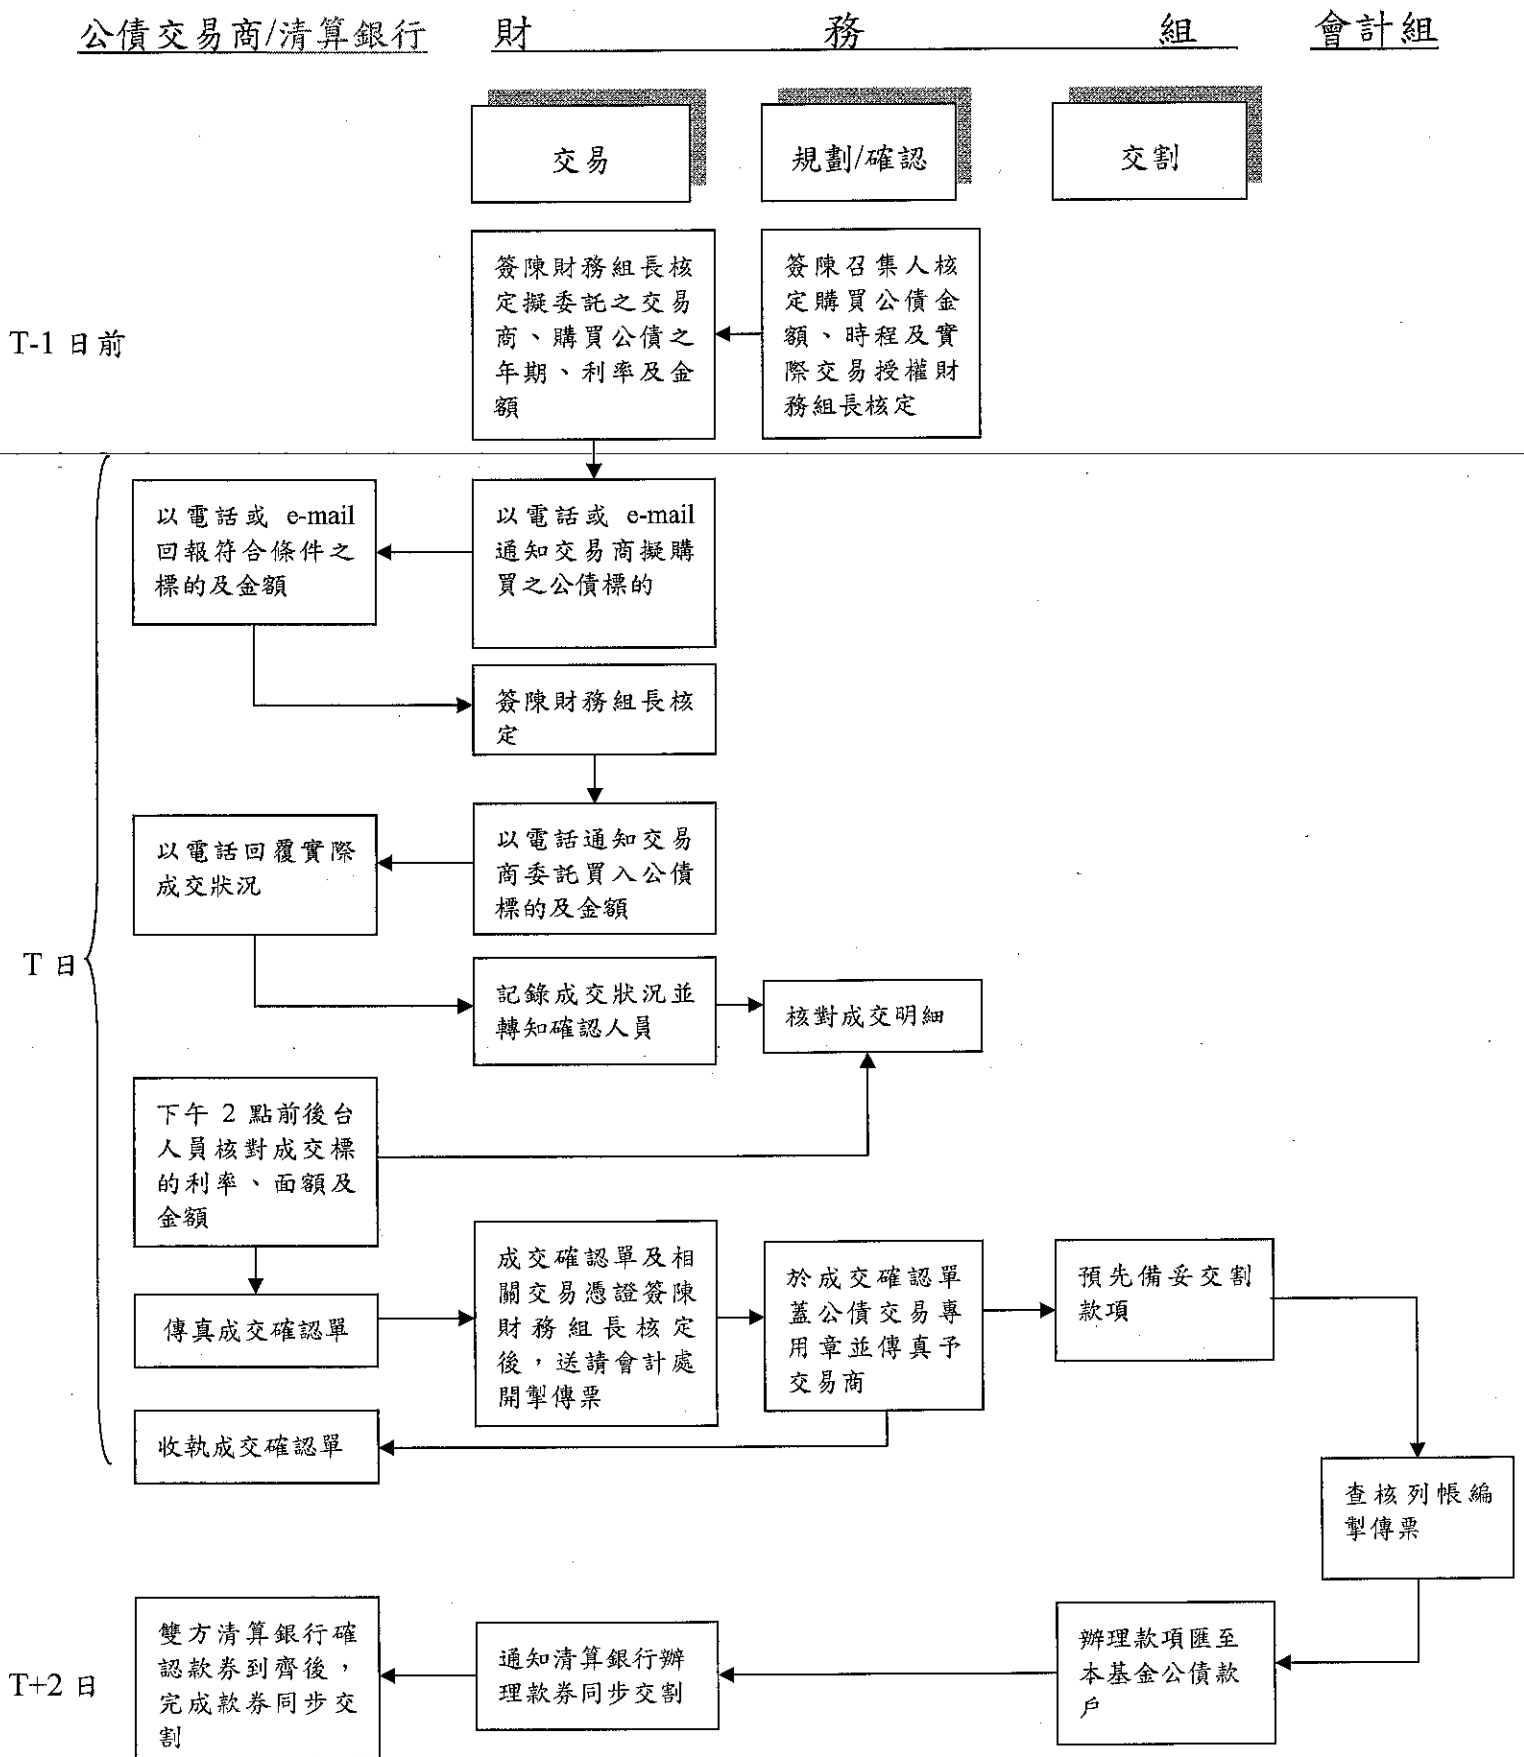 公債交易商/清算銀行
財務組
會計組
交易
規劃/確認
交割
T-1 日前
簽陳財務組長核
定擬委託之交易
商、購買公債之
年期、利率及金
額
簽陳召集人核
定購買公債金
額、時程及實
際交易授權財
務組長核定
T 日
以電話或 e-mail
回報符合條件之
標的及金額
以電話或 e-mail
通知交易商擬購
買之公債標的
簽陳財務組長核
定
以電話回覆實際
成交狀況
以電話通知交易
商委託買入公債
標的及金額
記錄成交狀況並
轉知確認人員
核對成交明細
下午 2 點前後台
人員核對成交標
的利率、面額及
金額
傳真成交確認單
成交確認單及相
關交易憑證簽陳
財務組長核定
後，送請會計處
開掣傳票
於成交確認單
蓋公債交易專
用章並傳真予
交易商
預先備妥交割
款項
收執成交確認單
查核列帳編
掣傳票
T+2 日
雙方清算銀行確
認款券到齊後，
完成款券同步交
割
通知清算銀行辦
理款券同步交割
辦理款項匯至
本基金公債款
戶